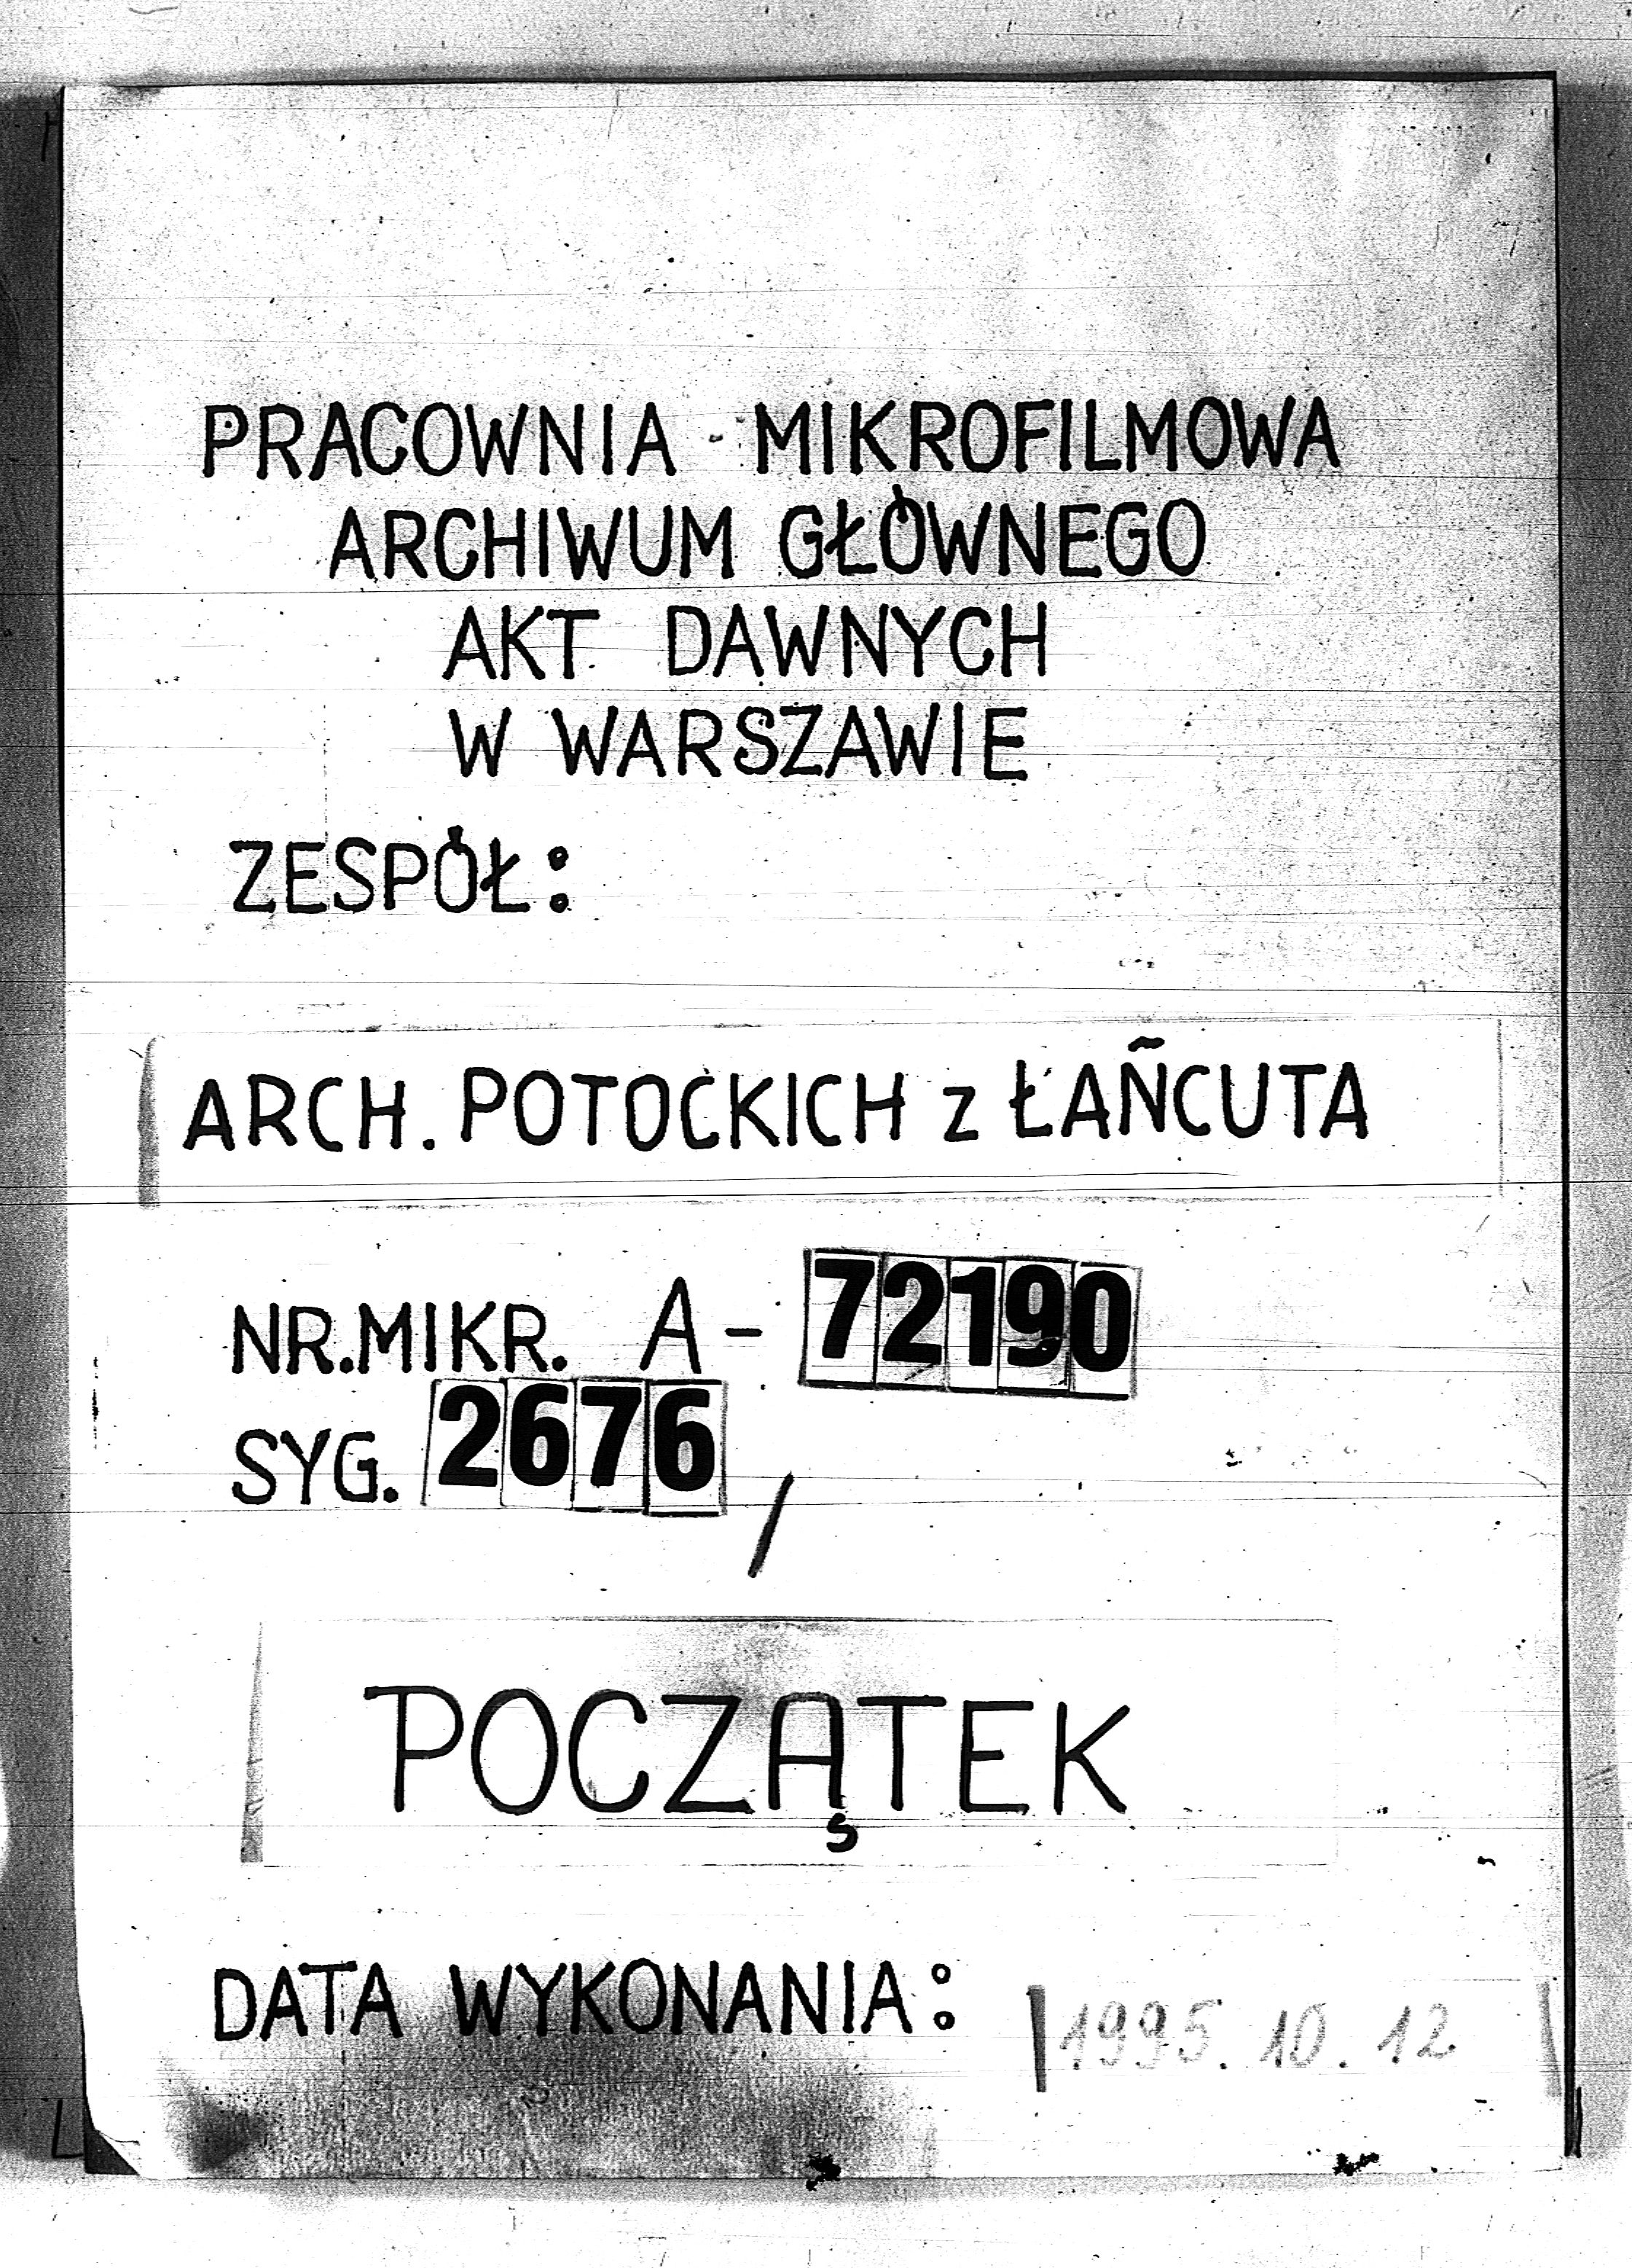 PRACOWNIA MIKROFILMOWA
ARCHIWUM GŁÓWNEGO
AKT DAWNYCH
W WARSZAWIE
ZESPÓŁ:
ARCH. POTOCKICH z ŁAŃCUTA
NR.MIKR. A-72190
SYG. 2676 /
POCZĄTEK
DATA WYKONANIA: 1995.10.12